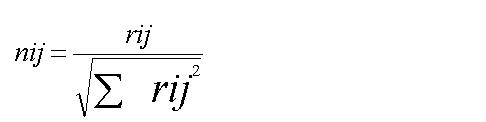 nij = rij / √(∑ rij²)